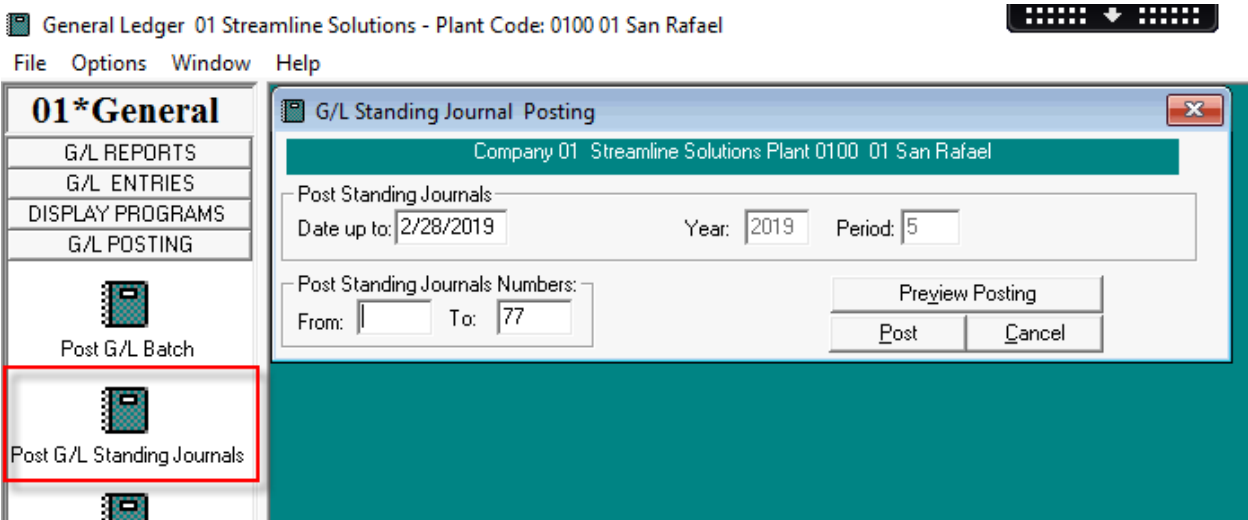 General Ledger 01 Streamline Solutions - Plant Code: 0100 01 San Rafael
File Options Window Help
01*General
G/L REPORTS
G/L ENTRIES
DISPLAY PROGRAMS
G/L POSTING
Post G/L Batch
Post G/L Standing Journals
G/L Standing Journal Posting
Company 01 Streamline Solutions Plant 0100 01 San Rafael
Post Standing Journals
Date up to: 2/28/2019 Year: 2019 Period: 5
Post Standing Journals Numbers:
From: To: 77
Preview Posting
Post Cancel